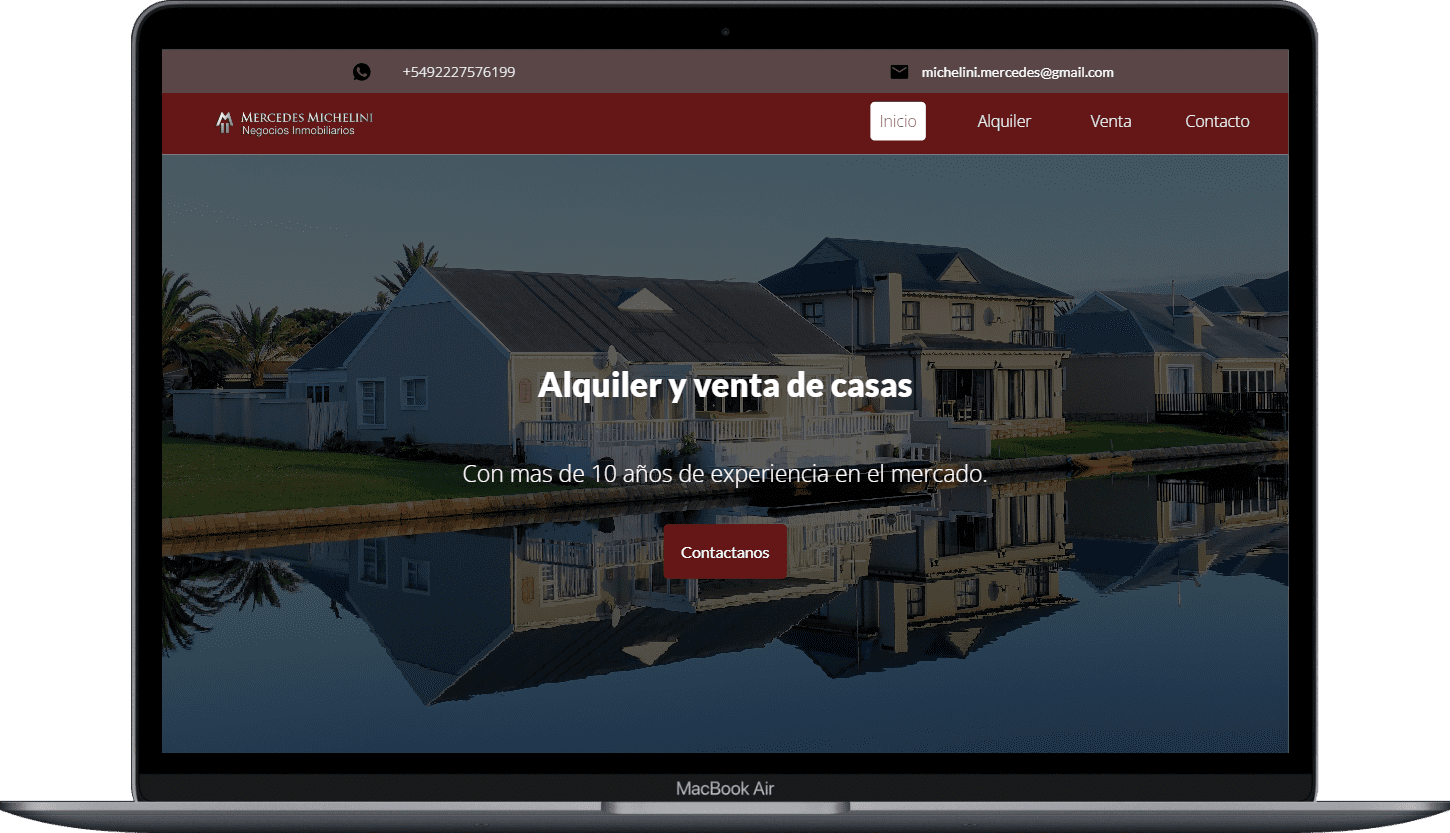 +5492227576199
michelini.mercedes@gmail.com
MERCEDES MICHELINI
Negocios Inmobiliarios
Inicio
Alquiler
Venta
Contacto
Alquiler y venta de casas
Con mas de 10 años de experiencia en el mercado.
Contactanos
MacBook Air